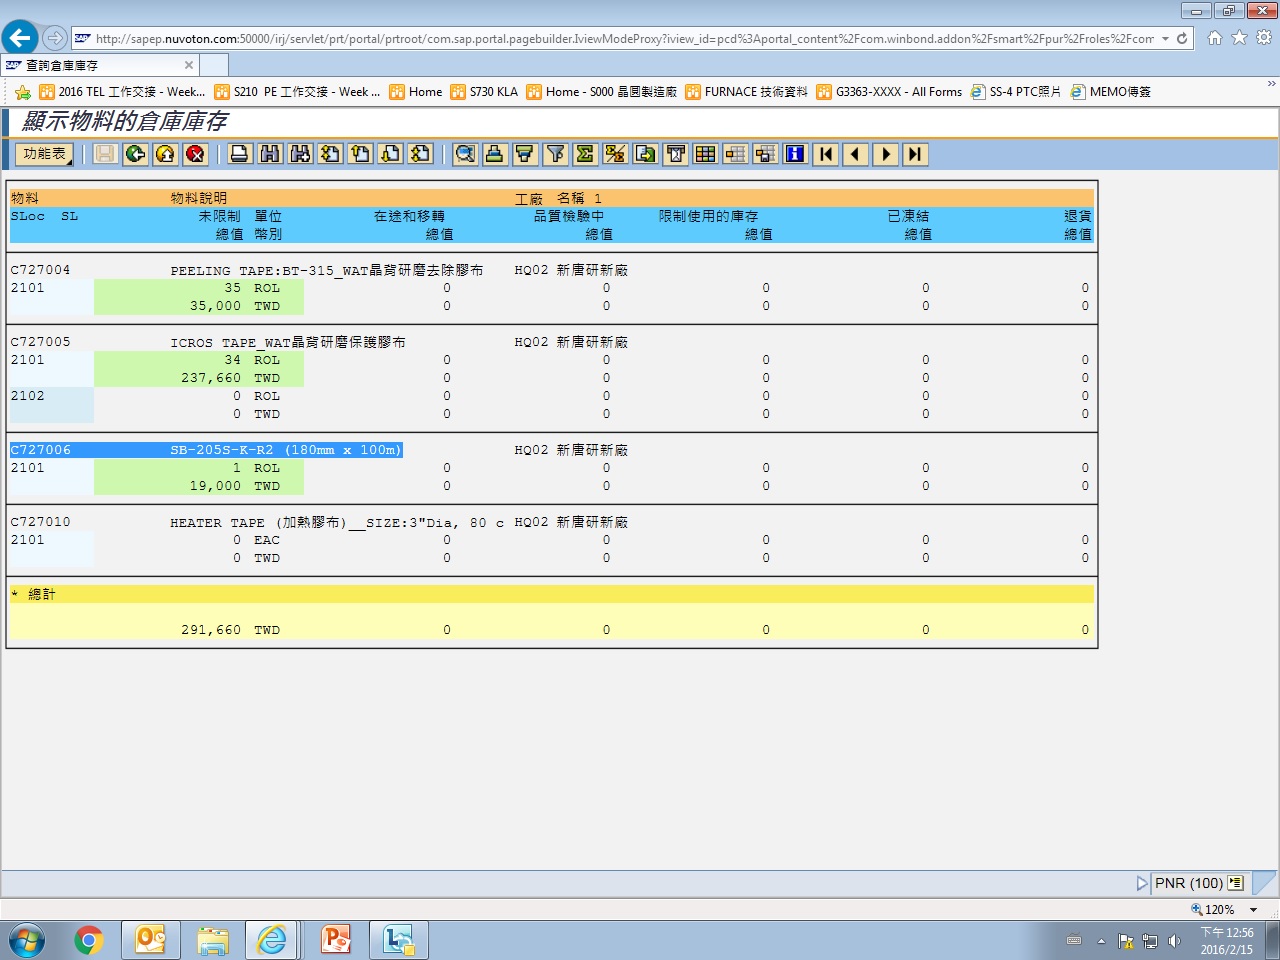 http://sapep.nuvoton.com:50000/irj/servlet/prt/portal/prtroot/com.sap.portal.pagebuilder.IviewModeProxy?iview_id=pcd%3Aportal_content%2Fcom.winbond.addon%2Fsmart%2Fpur%2Froles%2Fcom
SAP 查詢倉庫庫存
2016 TEL 工作交接 - Week... S210 PE 工作交接 - Week ... Home S730 KLA Home - S000 晶圓製造廠 FURNACE 技術資料 G3363-XXXX - All Forms SS-4 PTC照片 MEMO傳簽
顯示物料的倉庫庫存
功能表
物料 物料說明 工廠 名稱 1
SLoc SL 未限制 單位 在途和移轉 品質檢驗中 限制使用的庫存 已凍結 退貨
總值 幣別 總值 總值 總值 總值 總值
C727004 PEELING TAPE:BT-315_WAT晶背研磨去除膠布 HQ02 新唐研新廠
2101 35 ROL 0 0 0 0 0
35,000 TWD 0 0 0 0 0
C727005 ICROS TAPE_WAT晶背研磨保護膠布 HQ02 新唐研新廠
2101 34 ROL 0 0 0 0 0
237,660 TWD 0 0 0 0 0
2102 0 ROL 0 0 0 0 0
0 TWD 0 0 0 0 0
C727006 SB-205S-K-R2 (180mm x 100m) HQ02 新唐研新廠
2101 1 ROL 0 0 0 0 0
19,000 TWD 0 0 0 0 0
C727010 HEATER TAPE (加熱膠布)__SIZE:3"Dia, 80 c HQ02 新唐研新廠
2101 0 EAC 0 0 0 0 0
0 TWD 0 0 0 0 0
* 總計
291,660 TWD 0 0 0 0 0
PNR (100)
120%
下午 12:56
2016/2/15